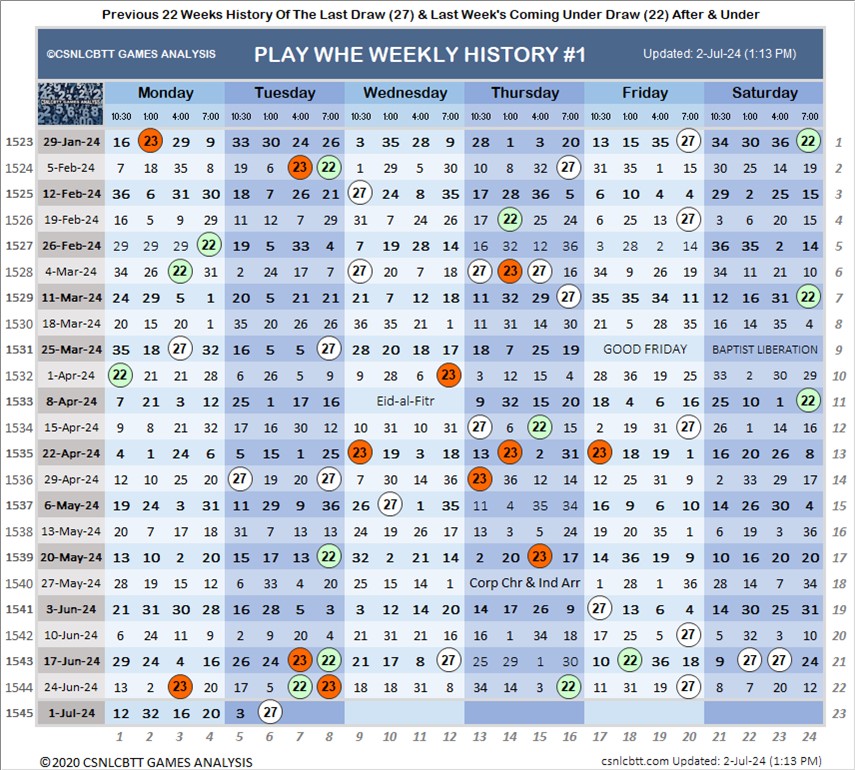 Previous 22 Weeks History Of The Last Draw (27) & Last Week's Coming Under Draw (22) After & Under
©CSNLCBTT GAMES ANALYSIS PLAY WHE WEEKLY HISTORY #1 Updated: 2-Jul-24 (1:13 PM)
CSNLCBTT GAMES ANALYSIS Monday Tuesday Wednesday Thursday Friday Saturday
10:30 1:00 4:00 7:00 10:30 1:00 4:00 7:00 10:30 1:00 4:00 7:00 10:30 1:00 4:00 7:00 10:30 1:00 4:00 7:00 10:30 1:00 4:00 7:00
1523 29-Jan-24 16 23 29 9 33 30 24 26 3 35 28 9 28 1 3 20 13 15 35 27 34 30 36 22 1
1524 5-Feb-24 7 18 35 8 19 6 23 22 1 29 5 30 10 8 32 27 31 35 1 15 30 25 14 19 2
1525 12-Feb-24 36 6 31 30 18 7 26 21 27 24 8 35 17 28 36 5 6 10 4 4 29 2 25 15 3
1526 19-Feb-24 16 5 9 29 11 12 7 29 31 7 24 26 17 22 25 24 6 25 13 27 3 6 20 15 4
1527 26-Feb-24 29 29 29 22 19 5 33 4 7 19 28 14 16 32 12 36 3 28 2 14 36 35 2 14 5
1528 4-Mar-24 34 26 22 31 2 24 17 7 27 20 7 18 27 23 27 16 34 9 26 19 34 11 21 10 6
1529 11-Mar-24 24 29 5 1 20 5 21 21 21 7 12 18 11 32 29 27 35 35 34 11 12 16 31 22 7
1530 18-Mar-24 20 15 20 1 35 20 26 26 36 35 21 1 11 31 14 30 21 5 28 35 16 14 35 4 8
1531 25-Mar-24 35 18 27 32 16 5 5 27 28 20 18 17 18 7 25 19 GOOD FRIDAY BAPTIST LIBERATION 9
1532 1-Apr-24 22 21 21 28 6 26 5 9 9 28 6 23 3 12 15 4 28 36 19 25 33 2 30 29 10
1533 8-Apr-24 7 21 3 12 25 1 17 16 Eid-al-Fitr 9 32 15 20 18 4 6 16 25 10 1 22 11
1534 15-Apr-24 9 8 21 32 17 16 30 12 10 31 10 31 27 6 22 15 2 19 31 27 26 1 14 16 12
1535 22-Apr-24 4 1 24 6 5 15 1 25 23 19 3 18 13 23 2 31 23 18 19 1 16 20 26 8 13
1536 29-Apr-24 12 10 25 20 27 19 20 27 7 30 14 36 23 36 12 14 12 25 31 9 2 33 29 17 14
1537 6-May-24 19 24 3 31 11 29 9 36 26 27 1 35 11 4 35 34 16 9 6 10 14 26 30 4 15
1538 13-May-24 20 7 17 18 31 7 13 13 24 19 26 17 13 3 5 24 19 20 35 1 6 19 3 36 16
1539 20-May-24 13 10 2 20 15 17 13 22 32 2 21 14 2 20 23 17 14 36 19 9 10 16 20 20 17
1540 27-May-24 28 19 15 12 6 33 4 20 25 15 14 1 Corp Chr & Ind Arr 1 28 1 36 28 14 7 34 18
1541 3-Jun-24 21 31 30 28 16 28 5 3 3 12 14 20 14 17 26 9 27 13 6 4 14 30 25 31 19
1542 10-Jun-24 6 24 11 9 2 9 20 4 21 31 21 16 34 1 34 18 17 25 5 27 5 32 3 10 20
1543 17-Jun-24 29 24 4 16 26 24 23 22 21 17 8 27 25 29 1 30 10 22 36 18 9 22 23 24 21
1544 24-Jun-24 13 2 23 20 17 5 22 23 18 18 31 8 34 14 3 22 11 31 19 27 8 7 20 12 22
1545 1-Jul-24 12 32 16 20 3 27 23
1 2 3 4 5 6 7 8 9 10 11 12 13 14 15 16 17 18 19 20 21 22 23 24
©2020 CSNLCBTT GAMES ANALYSIS csnlcbtt.com Updated: 2-Jul-24 (1:13 PM)